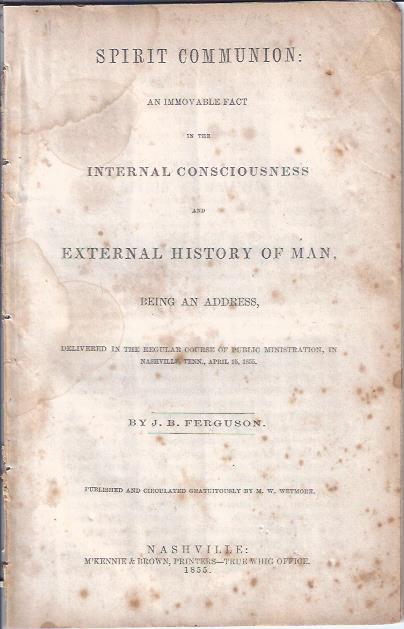 SPIRIT COMMUNION:
AN IMMOVABLE FACT
IN THE
INTERNAL CONSCIOUSNESS
AND
EXTERNAL HISTORY OF MAN,
BEING AN ADDRESS,
DELIVERED IN THE REGULAR COURSE OF PUBLIC MINISTRATION, IN
NASHVILLE, TENN., APRIL 15, 1855.
BY J. B. FERGUSON.
PUBLISHED AND CIRCULATED GRATUITOUSLY BY M. W. WETMORE.
NASHVILLE:
M'KENNIE & BROWN, PRINTERS—TRUE WHIG OFFICE.
1855.